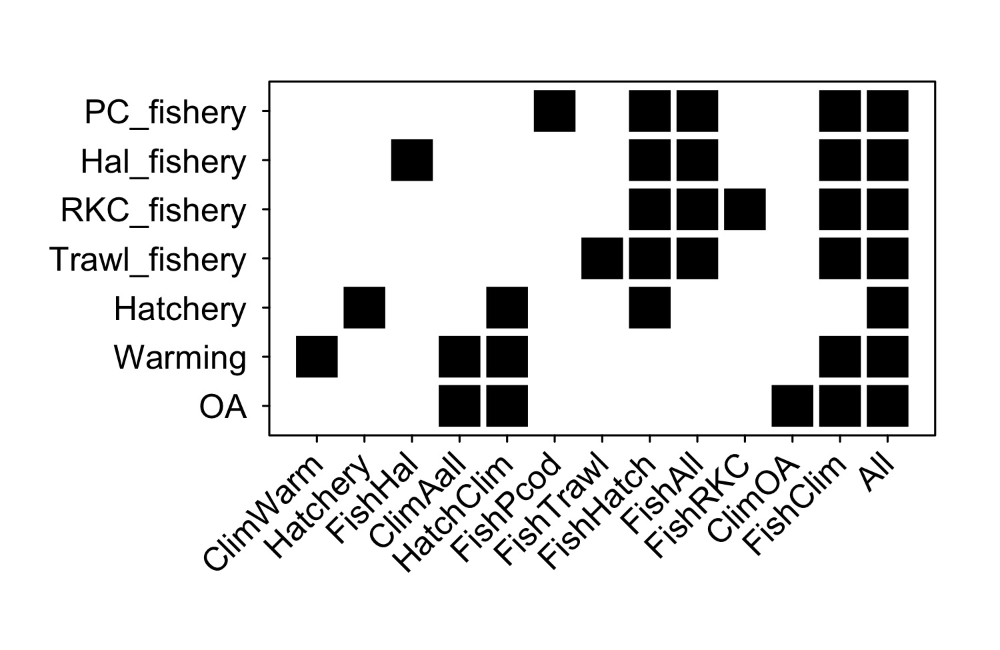 PC_fishery
Hal_fishery
RKC_fishery
Trawl_fishery
Hatchery
Warming
OA
ClimWarm
Hatchery
FishHal
ClimAall
HatchClim
FishPcod
FishTrawl
FishHatch
FishAll
FishRKC
ClimOA
FishClim
All